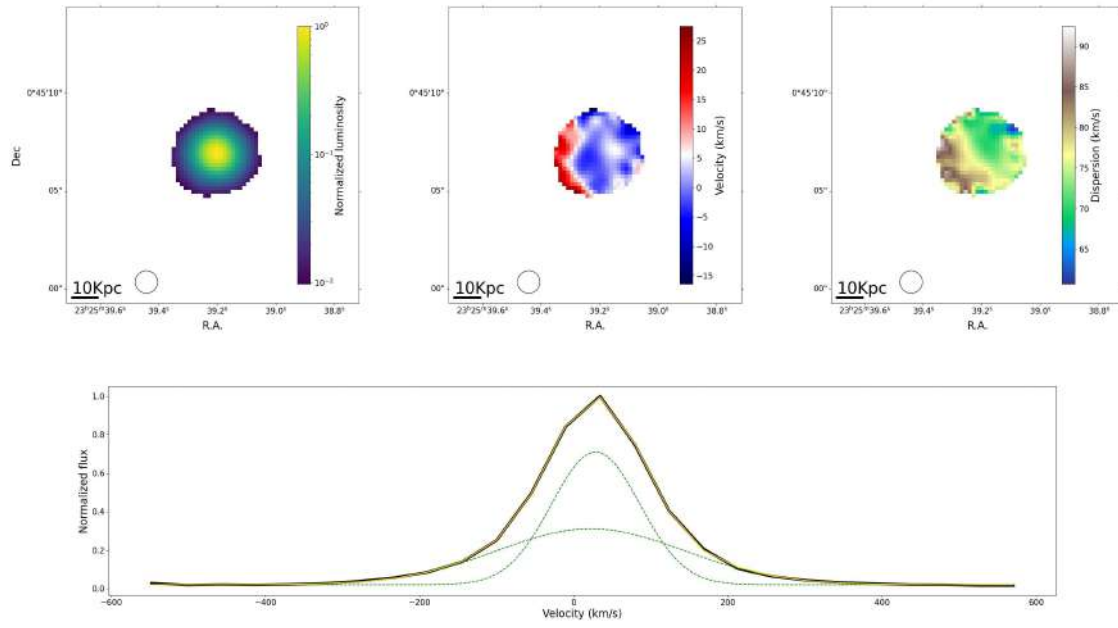 Dec
0°45'10"
05"
00"
10Kpc
23ʰ25ᵐ39.6ˢ 39.4ˢ 39.2ˢ 39.0ˢ 38.8ˢ
R.A.
10⁰
10⁻¹
Normalized luminosity
0°45'10"
05"
00"
10Kpc
23ʰ25ᵐ39.6ˢ 39.4ˢ 39.2ˢ 39.0ˢ 38.8ˢ
R.A.
25
20
15
10
5
0
−5
−10
−15
Velocity (km/s)
0°45'10"
05"
00"
10Kpc
23ʰ25ᵐ39.6ˢ 39.4ˢ 39.2ˢ 39.0ˢ 38.8ˢ
R.A.
90
85
80
75
70
65
Dispersion (km/s)
Normalized flux
1.0
0.8
0.6
0.4
0.2
0.0
−600 −400 −200 0 200 400 600
Velocity (km/s)